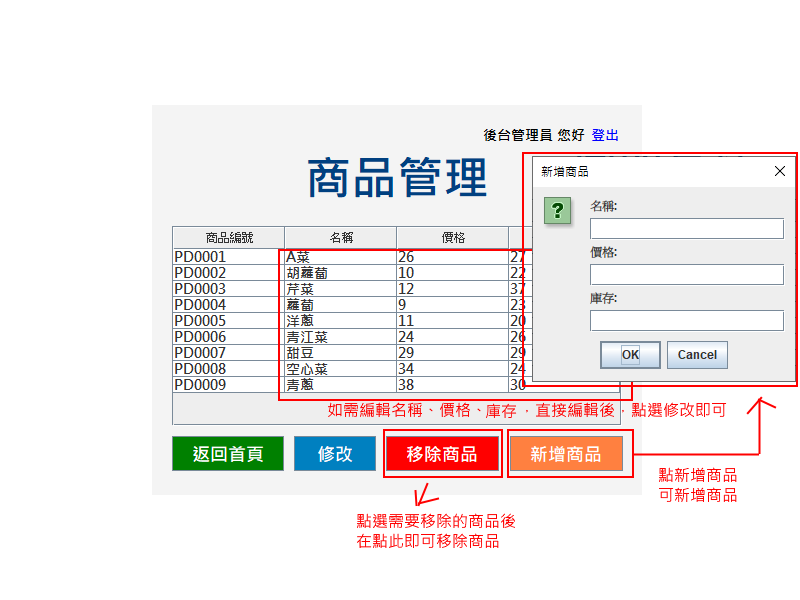 後台管理員 您好 登出
商品管理
新增商品
名稱:
價格:
庫存:
OK Cancel
商品編號 名稱 價格
PD0001 A菜 26 27
PD0002 胡蘿蔔 10 22
PD0003 芹菜 12 37
PD0004 蘿蔔 9 23
PD0005 洋蔥 11 20
PD0006 青江菜 24 26
PD0007 甜豆 29 29
PD0008 空心菜 34 24
PD0009 青蔥 38 30
如需編輯名稱、價格、庫存，直接編輯後，點選修改即可
返回首頁 修改 移除商品 新增商品
點新增商品
可新增商品
點選需要移除的商品後
在點此即可移除商品